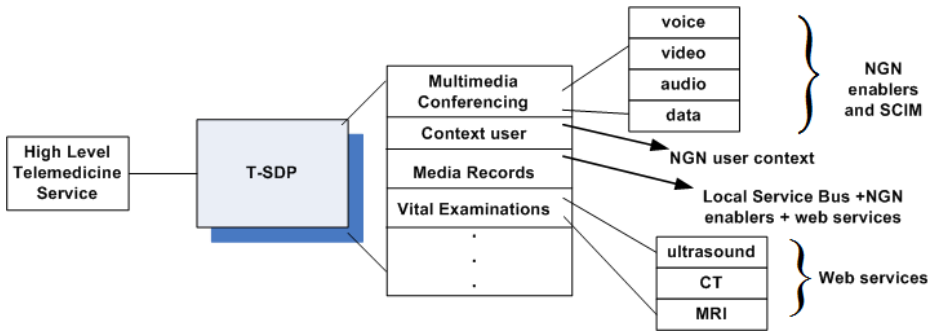 High Level
Telemedicine
Service
T-SDP
Multimedia
Conferencing
Context user
Media Records
Vital Examinations
.
.
.
voice
video
audio
data
NGN
enablers
and SCIM
NGN user context
Local Service Bus +NGN
enablers + web services
ultrasound
CT
MRI
Web services